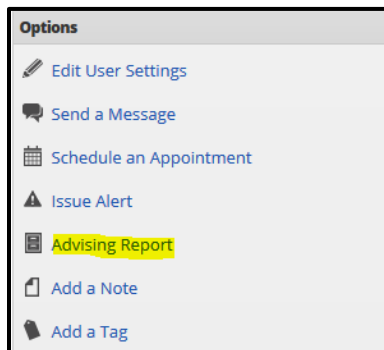 Options
Edit User Settings
Send a Message
Schedule an Appointment
Issue Alert
Advising Report
Add a Note
Add a Tag